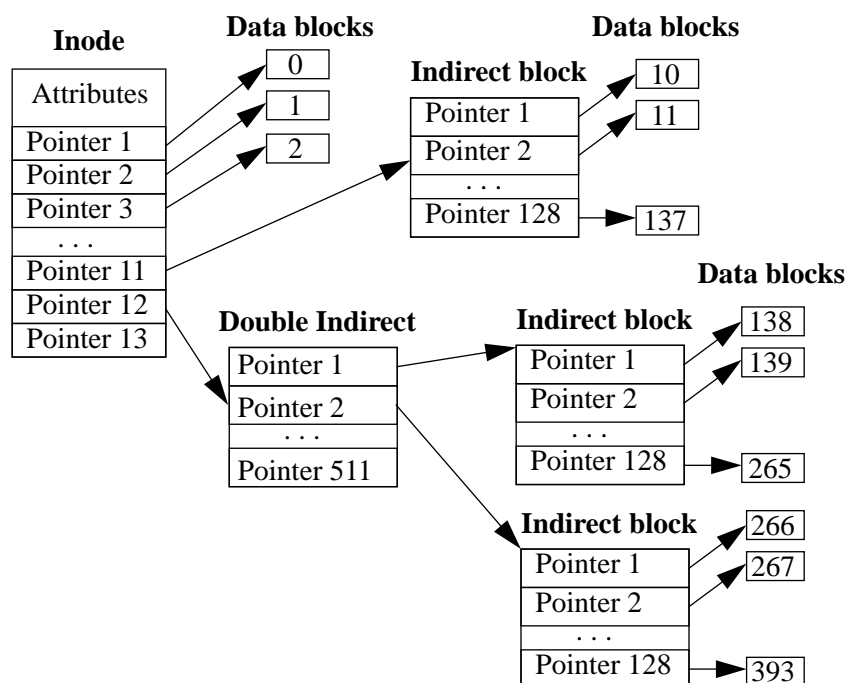 Inode
Attributes
Pointer 1
Pointer 2
Pointer 3
. . .
Pointer 11
Pointer 12
Pointer 13
Data blocks
0
1
2
Indirect block
Pointer 1
Pointer 2
. . .
Pointer 128
Data blocks
10
11
137
Double Indirect
Pointer 1
Pointer 2
. . .
Pointer 511
Indirect block
Pointer 1
Pointer 2
. . .
Pointer 128
Data blocks
138
139
265
Indirect block
Pointer 1
Pointer 2
. . .
Pointer 128
266
267
393